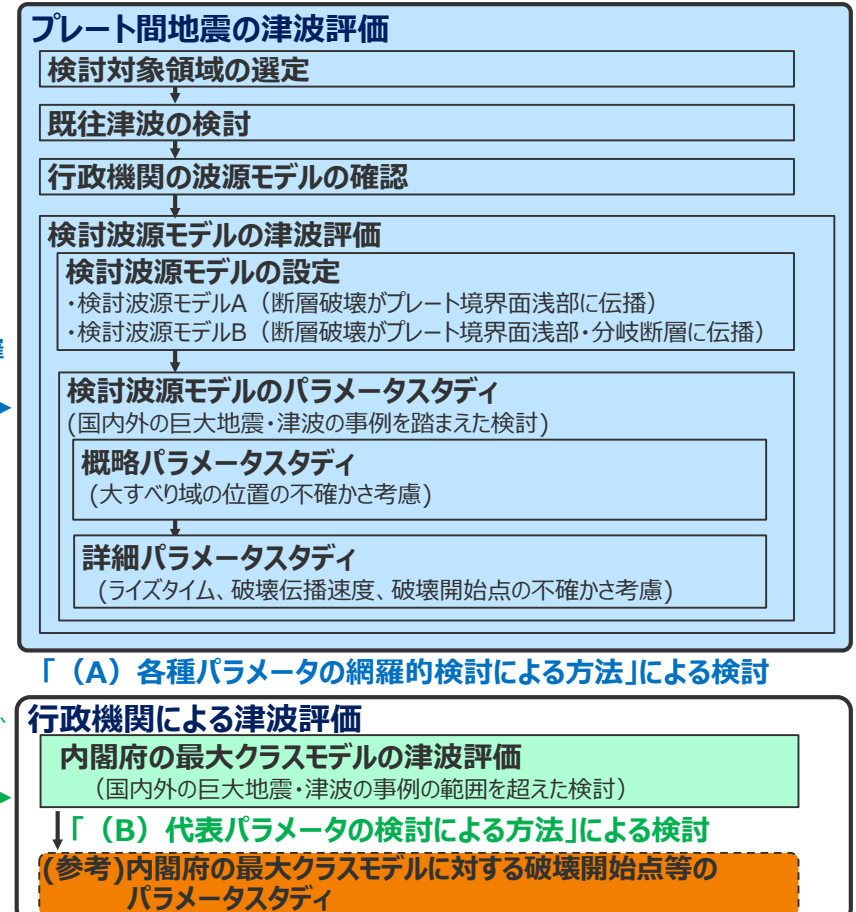 プレート間地震の津波評価
検討対象領域の選定
既往津波の検討
行政機関の波源モデルの確認
検討波源モデルの津波評価
検討波源モデルの設定
・検討波源モデルA（断層破壊がプレート境界面浅部に伝播）
・検討波源モデルB（断層破壊がプレート境界面浅部・分岐断層に伝播）
検討波源モデルのパラメータスタディ
(国内外の巨大地震・津波の事例を踏まえた検討)
概略パラメータスタディ
(大すべり域の位置の不確かさ考慮)
詳細パラメータスタディ
(ライズタイム、破壊伝播速度、破壊開始点の不確かさ考慮)
「（A）各種パラメータの網羅的検討による方法」による検討
行政機関による津波評価
内閣府の最大クラスモデルの津波評価
（国内外の巨大地震・津波の事例の範囲を超えた検討）
「（B）代表パラメータの検討による方法」による検討
(参考)内閣府の最大クラスモデルに対する破壊開始点等の
パラメータスタディ